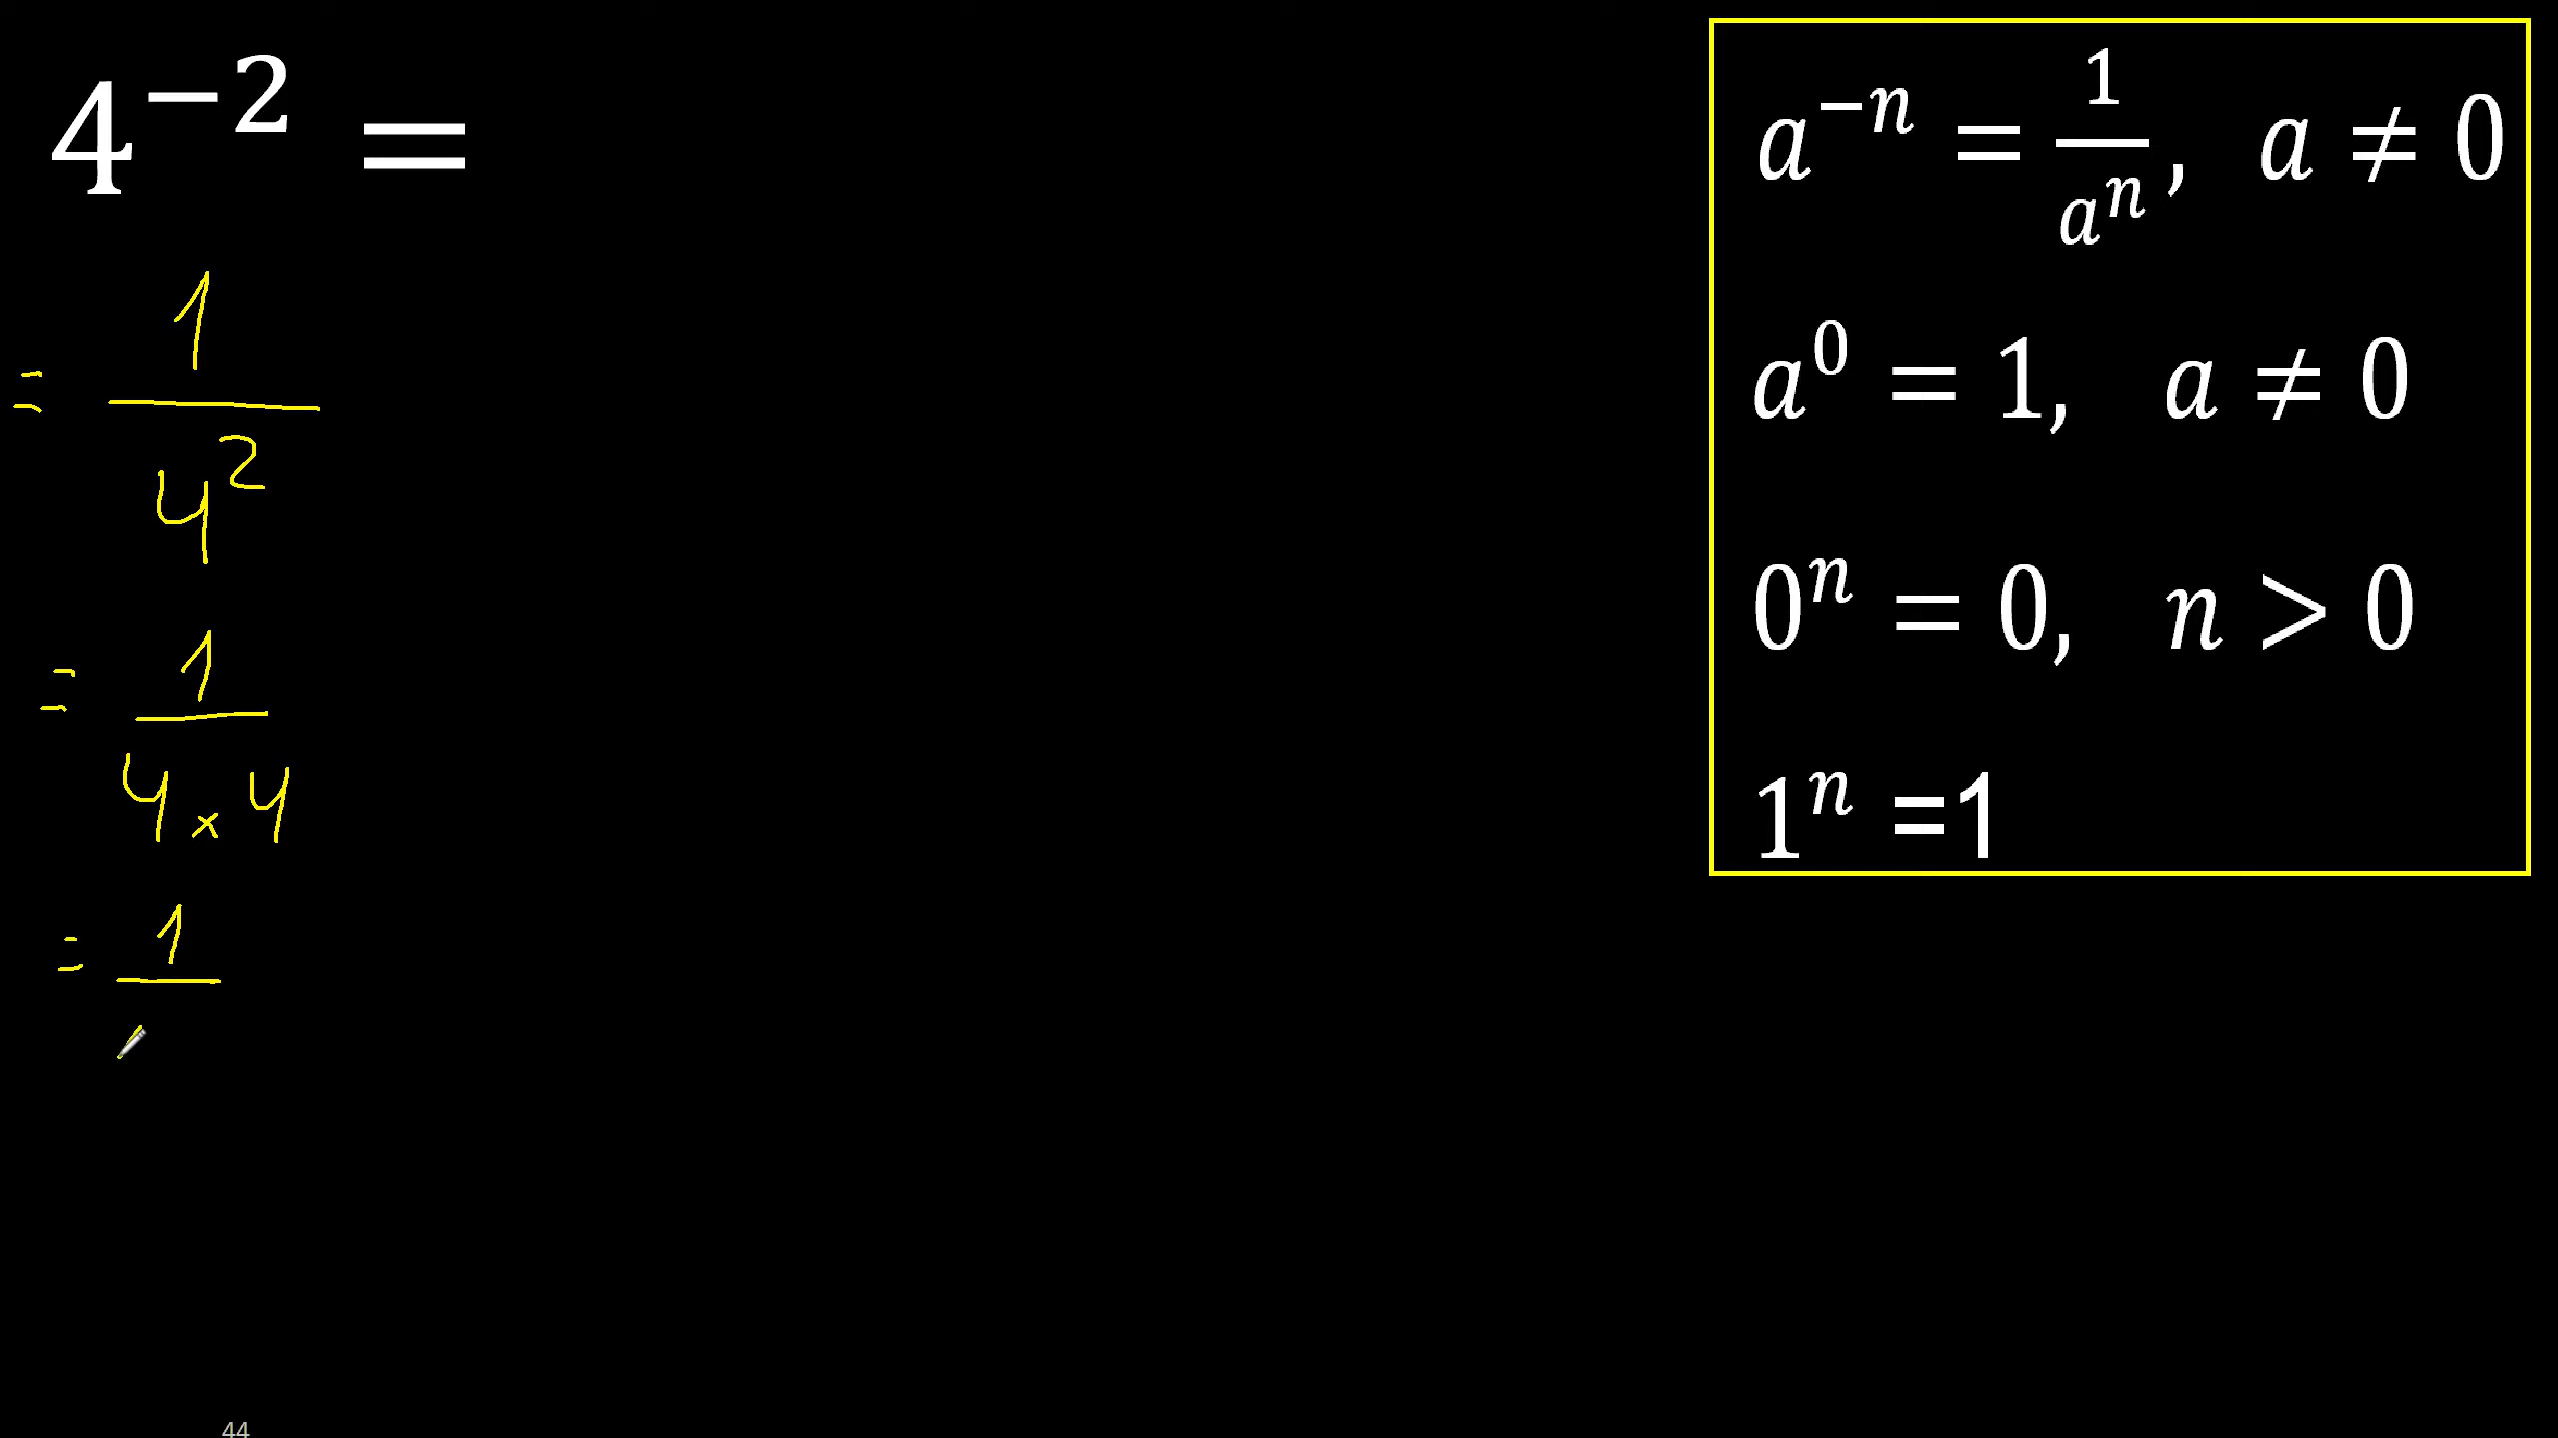 4⁻² =
= 1/4²
= 1/(4 × 4)
= 1/
a⁻ⁿ = 1/aⁿ, a ≠ 0
a⁰ = 1, a ≠ 0
0ⁿ = 0, n > 0
1ⁿ =1
44